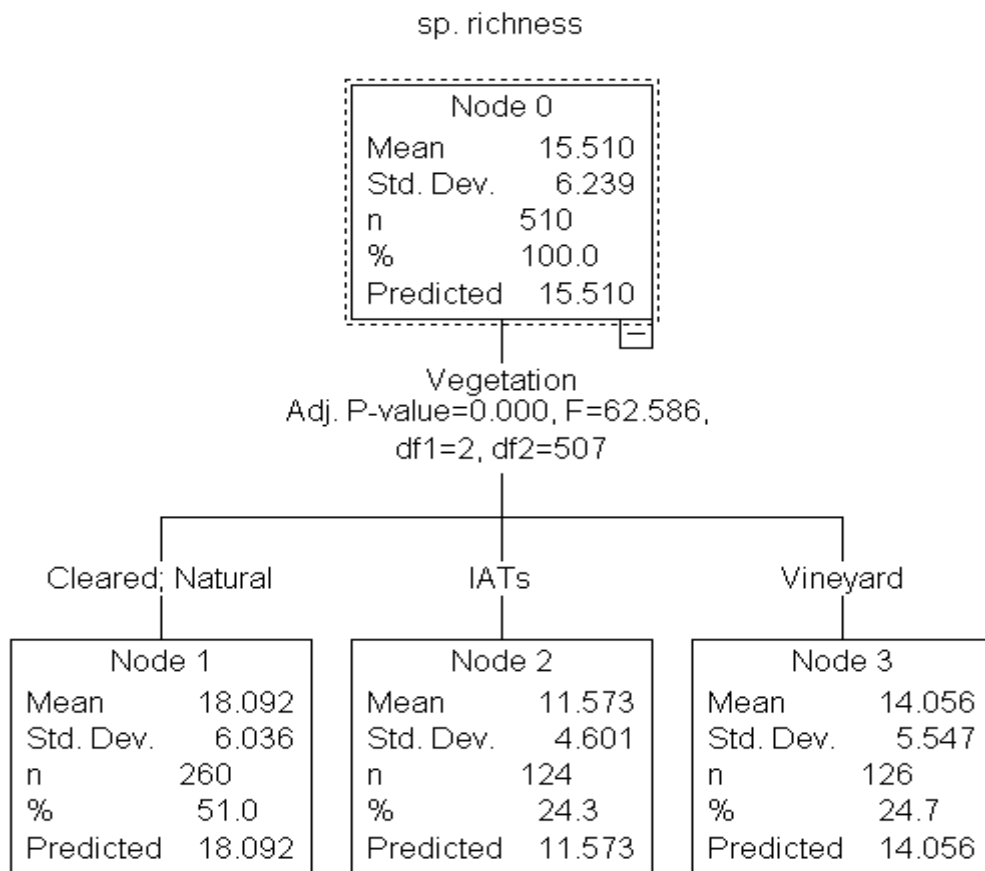 sp. richness
Node 0
Mean 15.510
Std. Dev. 6.239
n 510
% 100.0
Predicted 15.510
Vegetation
Adj. P-value=0.000, F=62.586,
df1=2, df2=507
Cleared; Natural
IATs
Vineyard
Node 1
Mean 18.092
Std. Dev. 6.036
n 260
% 51.0
Predicted 18.092
Node 2
Mean 11.573
Std. Dev. 4.601
n 124
% 24.3
Predicted 11.573
Node 3
Mean 14.056
Std. Dev. 5.547
n 126
% 24.7
Predicted 14.056